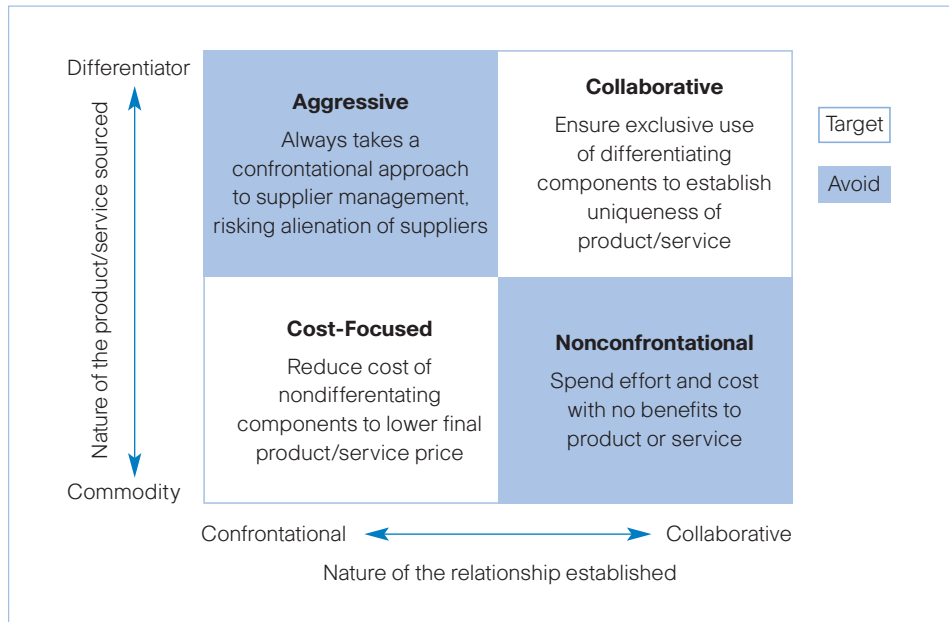 Differentiator
Nature of the product/service sourced
Commodity
Aggressive
Always takes a
confrontational approach
to supplier management,
risking alienation of suppliers
Collaborative
Ensure exclusive use
of differentiating
components to establish
uniqueness of
product/service
Target
Avoid
Cost-Focused
Reduce cost of
nondifferentating
components to lower final
product/service price
Nonconfrontational
Spend effort and cost
with no benefits to
product or service
Confrontational
Collaborative
Nature of the relationship established